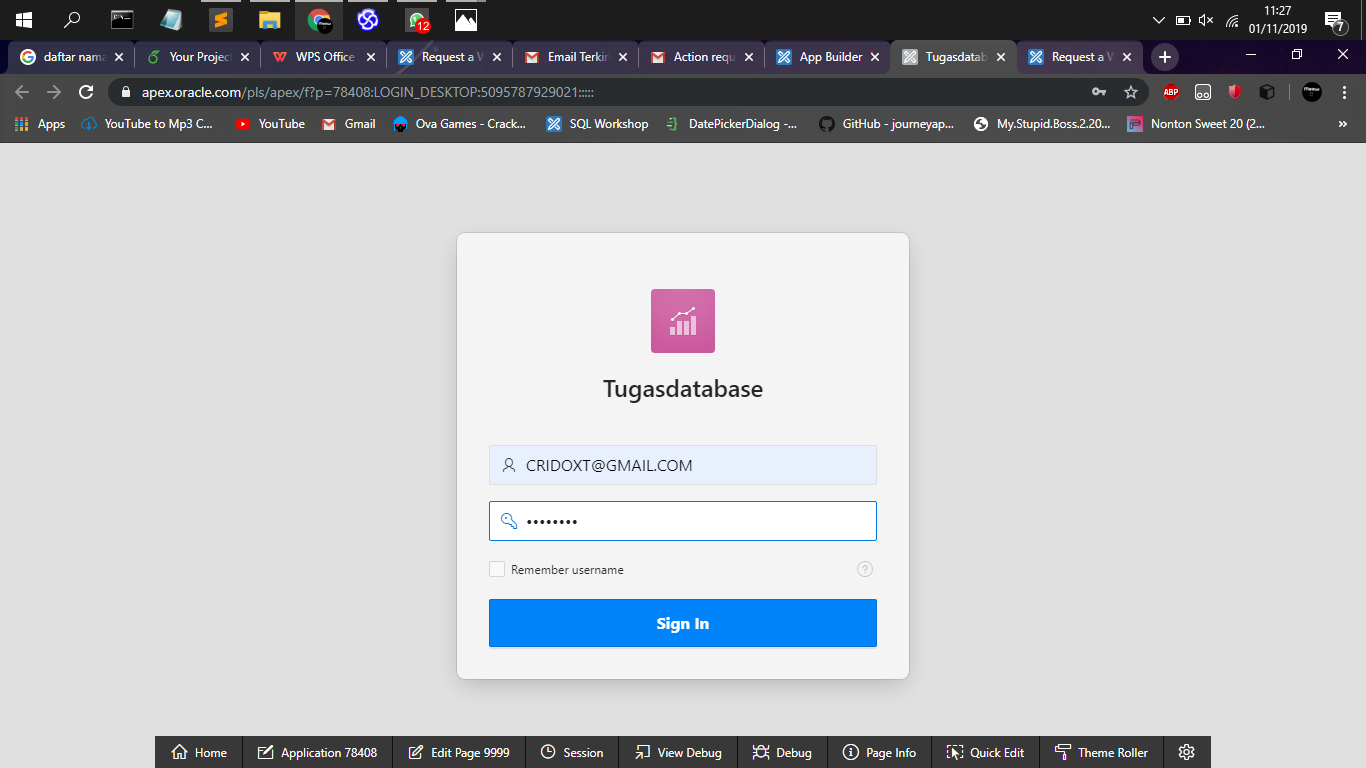 12
11:27
01/11/2019
7
daftar nama
Your Projec
WPS Office
Request a W
Email Terkin
Action requ
App Builder
Tugasdatab
Request a W
apex.oracle.com/pls/apex/f?p=78408:LOGIN_DESKTOP:5095787929021:::::
ABP
Apps
YouTube to Mp3 C...
YouTube
Gmail
Ova Games - Crack...
SQL Workshop
DatePickerDialog -...
GitHub - journeyap...
My.Stupid.Boss.2.20...
Nonton Sweet 20 (2...
»
Tugasdatabase
CRIDOXT@GMAIL.COM
••••••••
Remember username
?
Sign In
Home
Application 78408
Edit Page 9999
Session
View Debug
Debug
Page Info
Quick Edit
Theme Roller